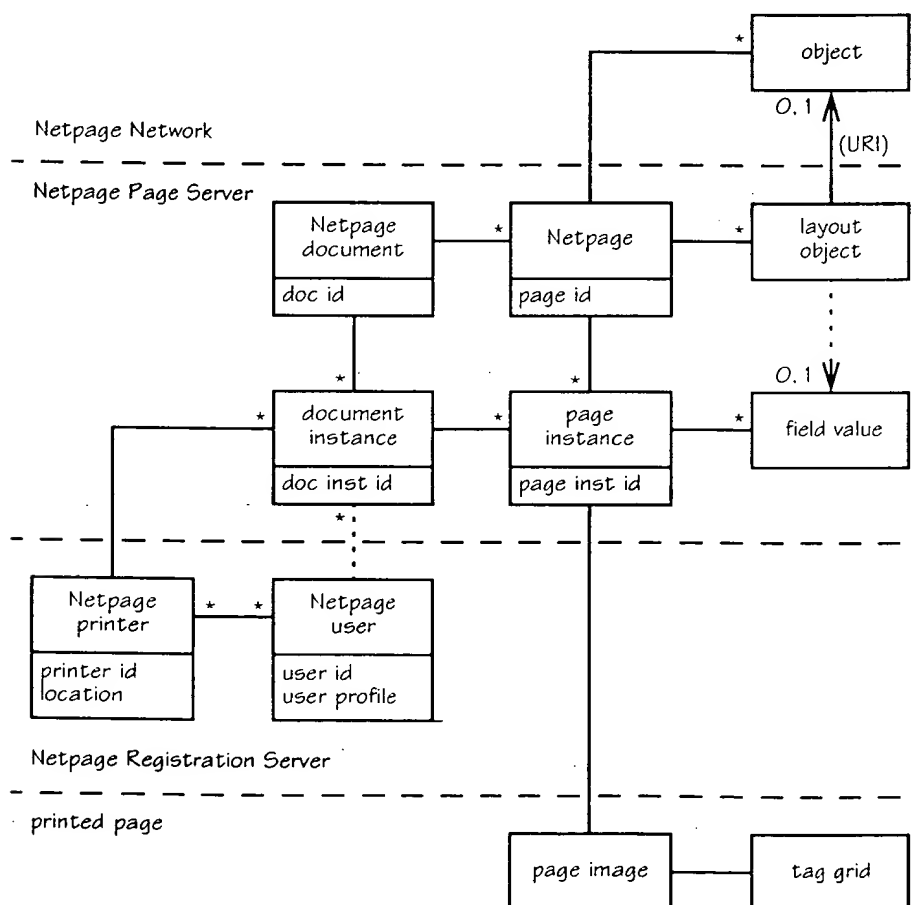 *
object
0, 1
(URI)
Netpage Network
Netpage Page Server
Netpage
document
doc id
*
Netpage
page id
*
layout
object
*
*
0, 1
*
document
instance
doc inst id
*
page
instance
page inst id
*
field value
*
Netpage
printer
printer id
location
*
*
Netpage
user
user id
user profile
Netpage Registration Server
printed page
page image
tag grid